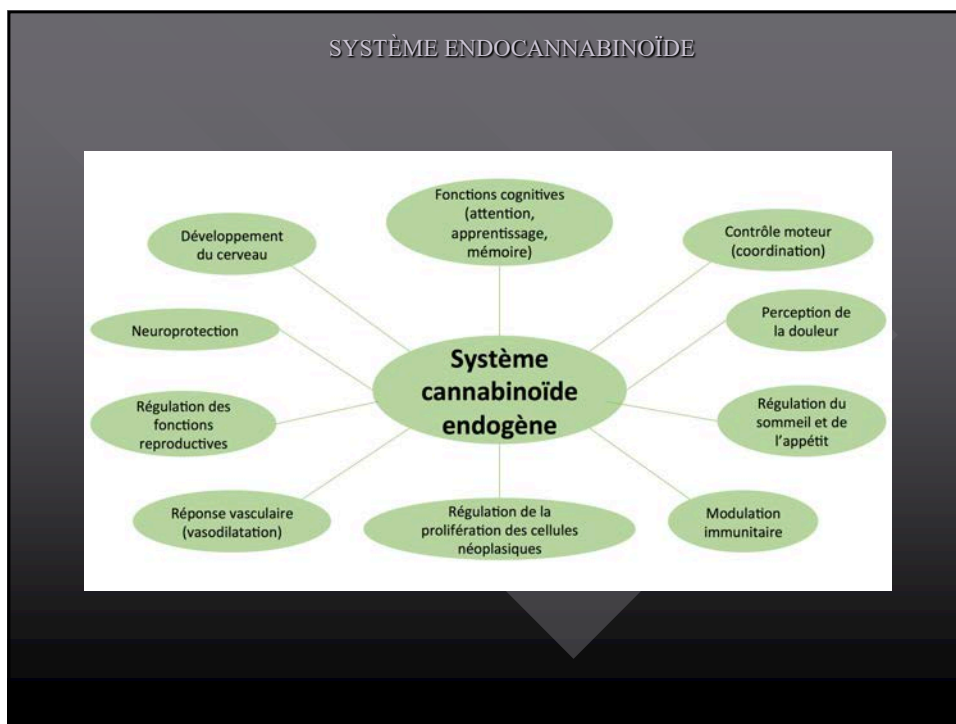 SYSTÈME ENDOCANNABINOÏDE
Fonctions cognitives
(attention,
apprentissage,
mémoire)
Développement
du cerveau
Contrôle moteur
(coordination)
Neuroprotection
Perception de
la douleur
Système
cannabinoïde
endogène
Régulation des
fonctions
reproductives
Régulation du
sommeil et de
l'appétit
Réponse vasculaire
(vasodilatation)
Régulation de la
prolifération des cellules
néoplasiques
Modulation
immunitaire